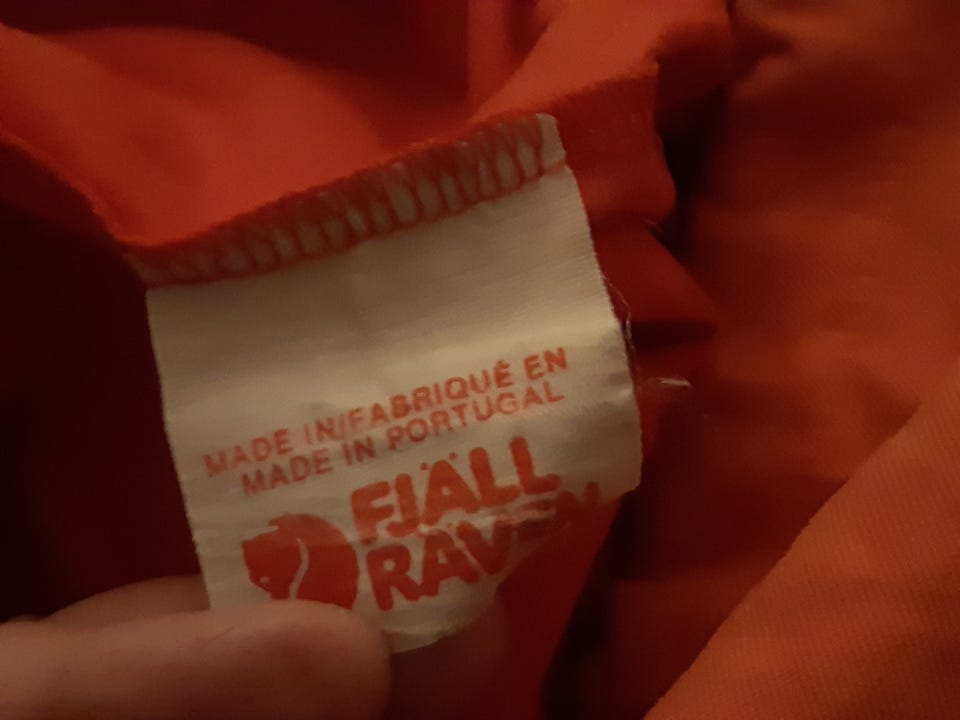 MADE IN/FABRIQUÉ EN
MADE IN PORTUGAL
FJÄLL
RÄVEN